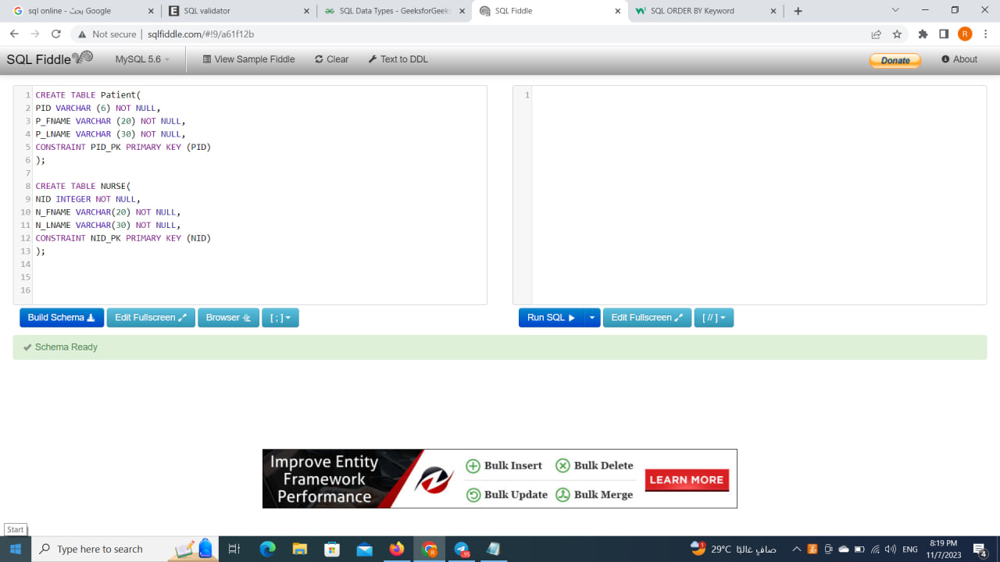 sql online - بحث Google
SQL validator
SQL Data Types - GeeksforGeeks
SQL Fiddle
SQL ORDER BY Keyword
Not secure | sqlfiddle.com/#!9/a61f12b
SQL Fiddle
MySQL 5.6
View Sample Fiddle
Clear
Text to DDL
Donate
About
1 CREATE TABLE Patient(
2 PID VARCHAR (6) NOT NULL,
3 P_FNAME VARCHAR (20) NOT NULL,
4 P_LNAME VARCHAR (30) NOT NULL,
5 CONSTRAINT PID_PK PRIMARY KEY (PID)
6 );
7
8 CREATE TABLE NURSE(
9 NID INTEGER NOT NULL,
10 N_FNAME VARCHAR(20) NOT NULL,
11 N_LNAME VARCHAR(30) NOT NULL,
12 CONSTRAINT NID_PK PRIMARY KEY (NID)
13 );
14
15
16
1
Build Schema
Edit Fullscreen
Browser
[ ; ]
Run SQL
Edit Fullscreen
[ // ]
Schema Ready
Improve Entity
Framework
Performance
Bulk Insert
Bulk Delete
Bulk Update
Bulk Merge
LEARN MORE
Start
Type here to search
29°C صافٍ غالبًا
ENG
8:19 PM
11/7/2023